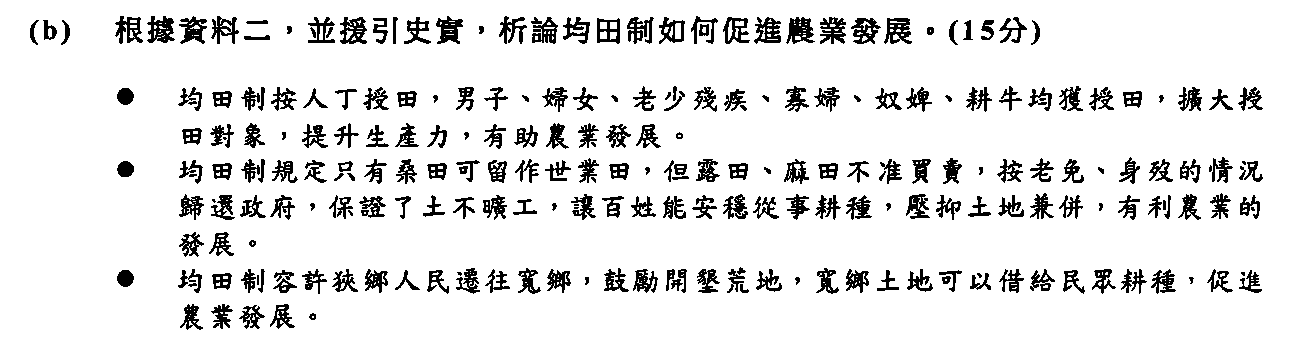 (b) 根據資料二，並援引史實，析論均田制如何促進農業發展。(15分)
● 均田制按人丁授田，男子、婦女、老少殘疾、寡婦、奴婢、耕牛均獲授田，擴大授
田對象，提升生產力，有助農業發展。
● 均田制規定只有桑田可留作世業田，但露田、麻田不准買賣，按老免、身歿的情況
歸還政府，保證了土不曠工，讓百姓能安穩從事耕種，壓抑土地兼併，有利農業的
發展。
● 均田制容許狹鄉人民遷往寬鄉，鼓勵開墾荒地，寬鄉土地可以借給民眾耕種，促進
農業發展。